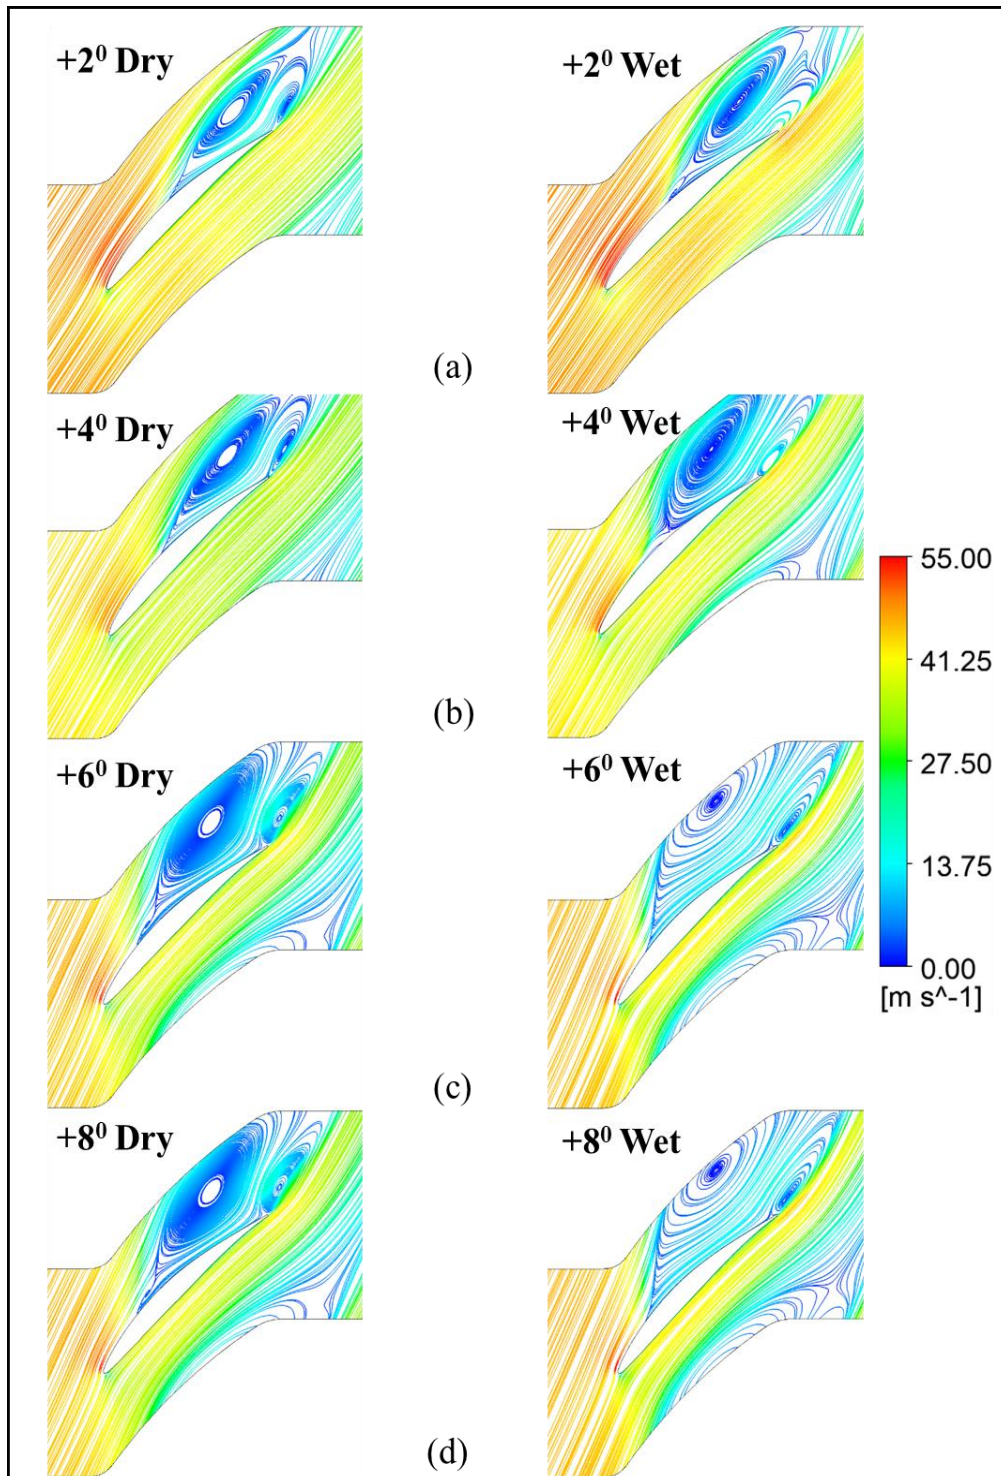 +2⁰ Dry
+2⁰ Wet
(a)
+4⁰ Dry
+4⁰ Wet
(b)
55.00
41.25
27.50
13.75
0.00
[m s^-1]
+6⁰ Dry
+6⁰ Wet
(c)
+8⁰ Dry
+8⁰ Wet
(d)